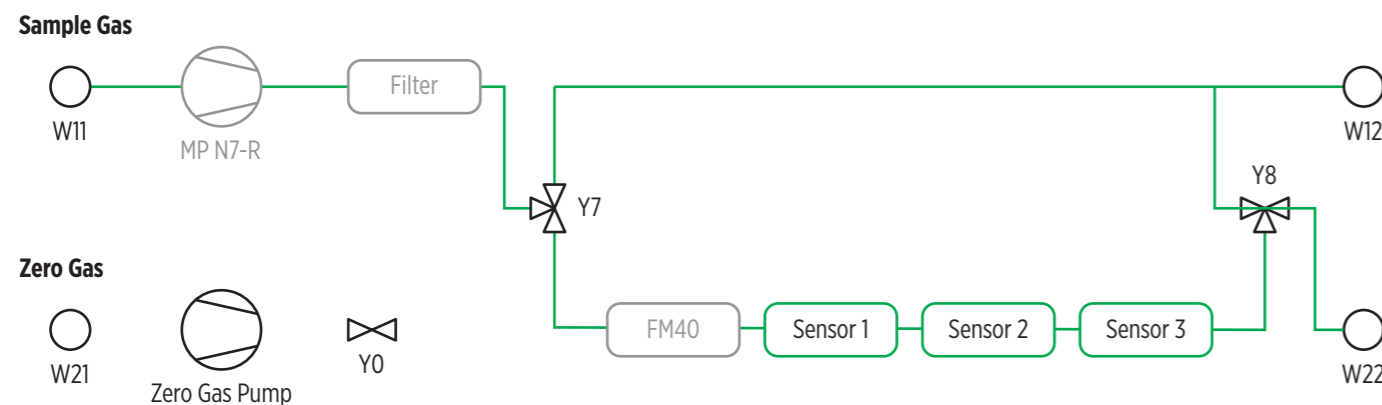 Sample Gas
Filter
W11
W12
MP N7-R
Y8
Y7
Zero Gas
FM40
Sensor 1
Sensor 2
Sensor 3
Y0
W21
W22
Zero Gas Pump